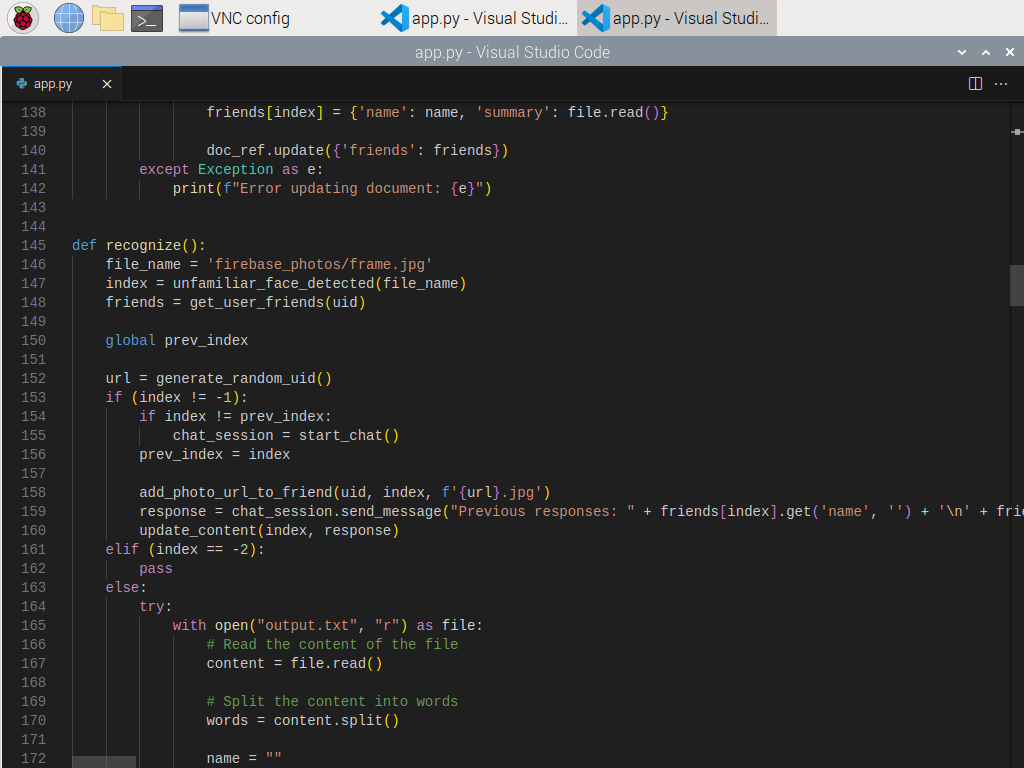 VNC config
app.py - Visual Studi...
app.py - Visual Studi...
app.py - Visual Studio Code
app.py
138 friends[index] = {'name': name, 'summary': file.read()}
139
140 doc_ref.update({'friends': friends})
141 except Exception as e:
142 print(f"Error updating document: {e}")
143
144
145 def recognize():
146 file_name = 'firebase_photos/frame.jpg'
147 index = unfamiliar_face_detected(file_name)
148 friends = get_user_friends(uid)
149
150 global prev_index
151
152 url = generate_random_uid()
153 if (index != -1):
154 if index != prev_index:
155 chat_session = start_chat()
156 prev_index = index
157
158 add_photo_url_to_friend(uid, index, f'{url}.jpg')
159 response = chat_session.send_message("Previous responses: " + friends[index].get('name', '') + '\n' + frie
160 update_content(index, response)
161 elif (index == -2):
162 pass
163 else:
164 try:
165 with open("output.txt", "r") as file:
166 # Read the content of the file
167 content = file.read()
168
169 # Split the content into words
170 words = content.split()
171
172 name = ""